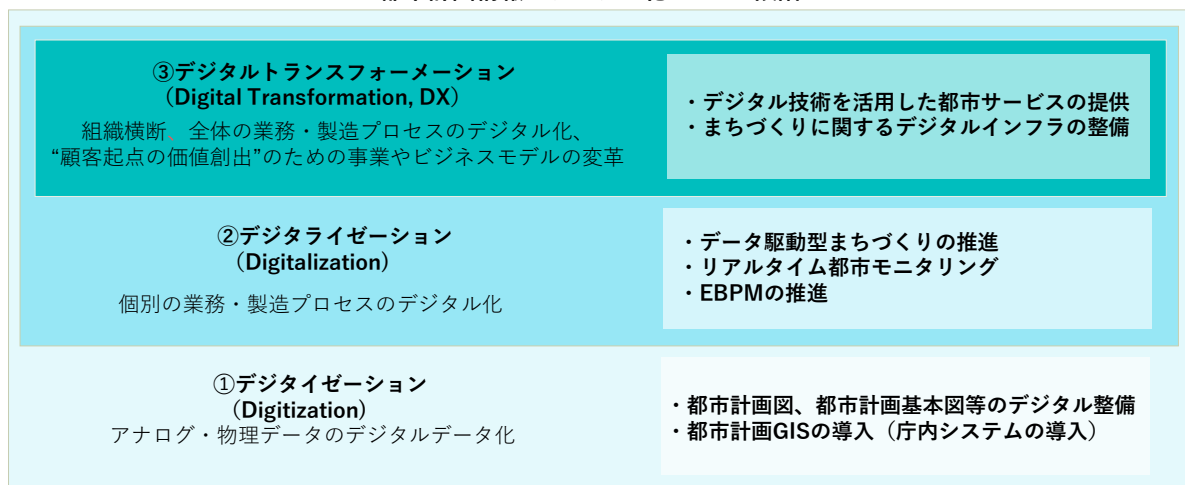 ③デジタルトランスフォーメーション
（Digital Transformation, DX）
組織横断、全体の業務・製造プロセスのデジタル化、
“顧客起点の価値創出”のための事業やビジネスモデルの変革
・デジタル技術を活用した都市サービスの提供
・まちづくりに関するデジタルインフラの整備
②デジタライゼーション
（Digitalization）
個別の業務・製造プロセスのデジタル化
・データ駆動型まちづくりの推進
・リアルタイム都市モニタリング
・EBPMの推進
①デジタイゼーション
（Digitization）
アナログ・物理データのデジタルデータ化
・都市計画図、都市計画基本図等のデジタル整備
・都市計画GISの導入（庁内システムの導入）